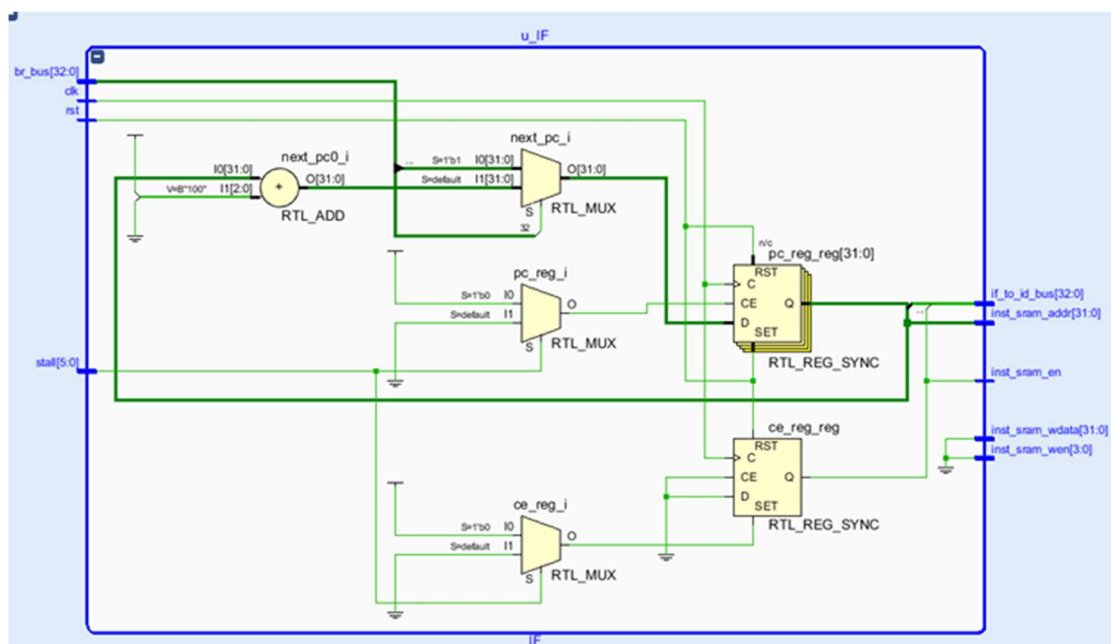 u_IF
br_bus[32:0]
clk
rst
next_pc_i
next_pc0_i
S=1'b1
I0[31:0]
O[31:0]
S=default
I1[31:0]
I0[31:0]
O[31:0]
V=B"100"
I1[2:0]
+
RTL_ADD
S
RTL_MUX
32
n/c
pc_reg_reg[31:0]
RST
C
CE
Q
D
SET
RTL_REG_SYNC
pc_reg_i
S=1'b0
I0
O
S=default
I1
S
RTL_MUX
if_to_id_bus[32:0]
inst_sram_addr[31:0]
stall[5:0]
inst_sram_en
ce_reg_reg
RST
C
CE
Q
D
SET
RTL_REG_SYNC
inst_sram_wdata[31:0]
inst_sram_wen[3:0]
ce_reg_i
S=1'b0
I0
O
S=default
I1
S
RTL_MUX
IF